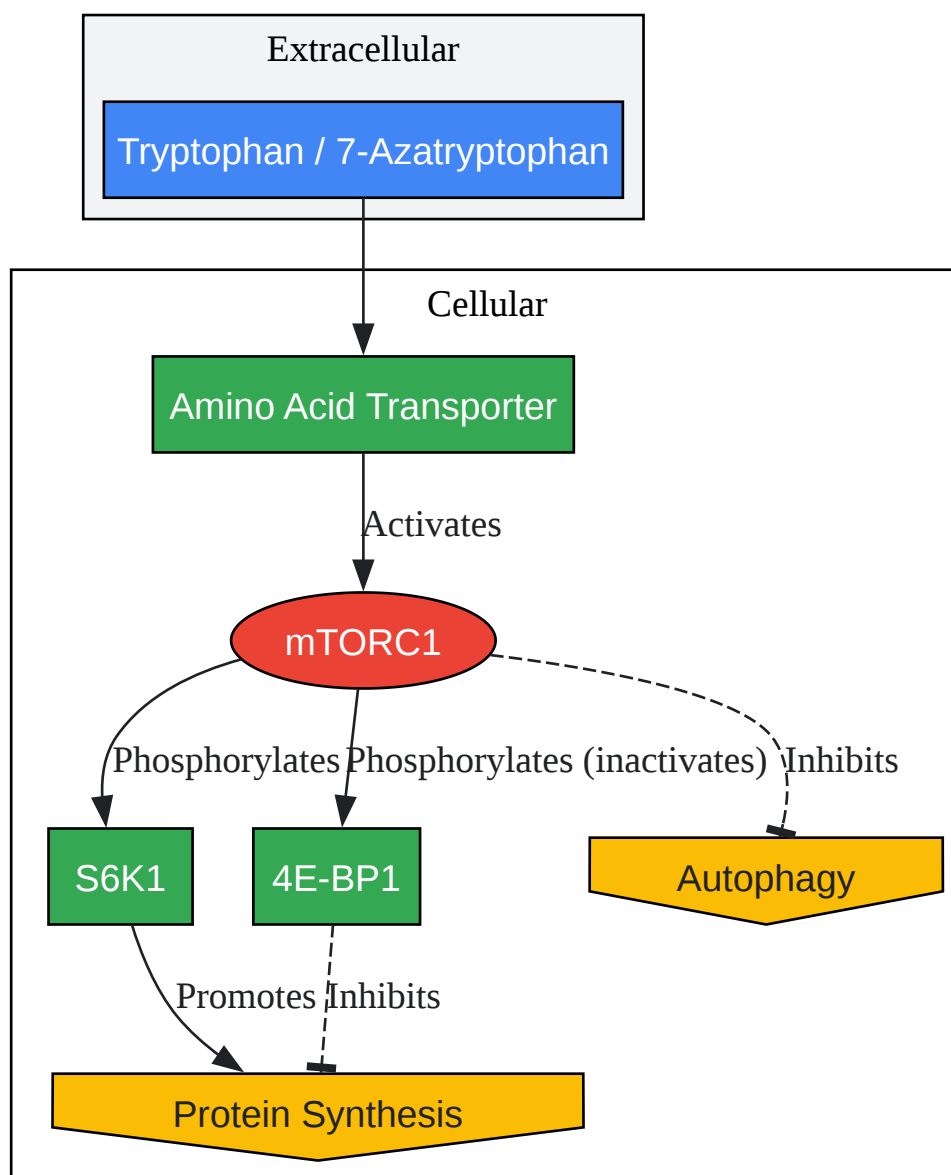 Extracellular
Tryptophan / 7-Azatryptophan
Cellular
Amino Acid Transporter
Activates
mTORC1
Phosphorylates
Phosphorylates (inactivates)
Inhibits
S6K1
4E-BP1
Autophagy
Promotes
Inhibits
Protein Synthesis